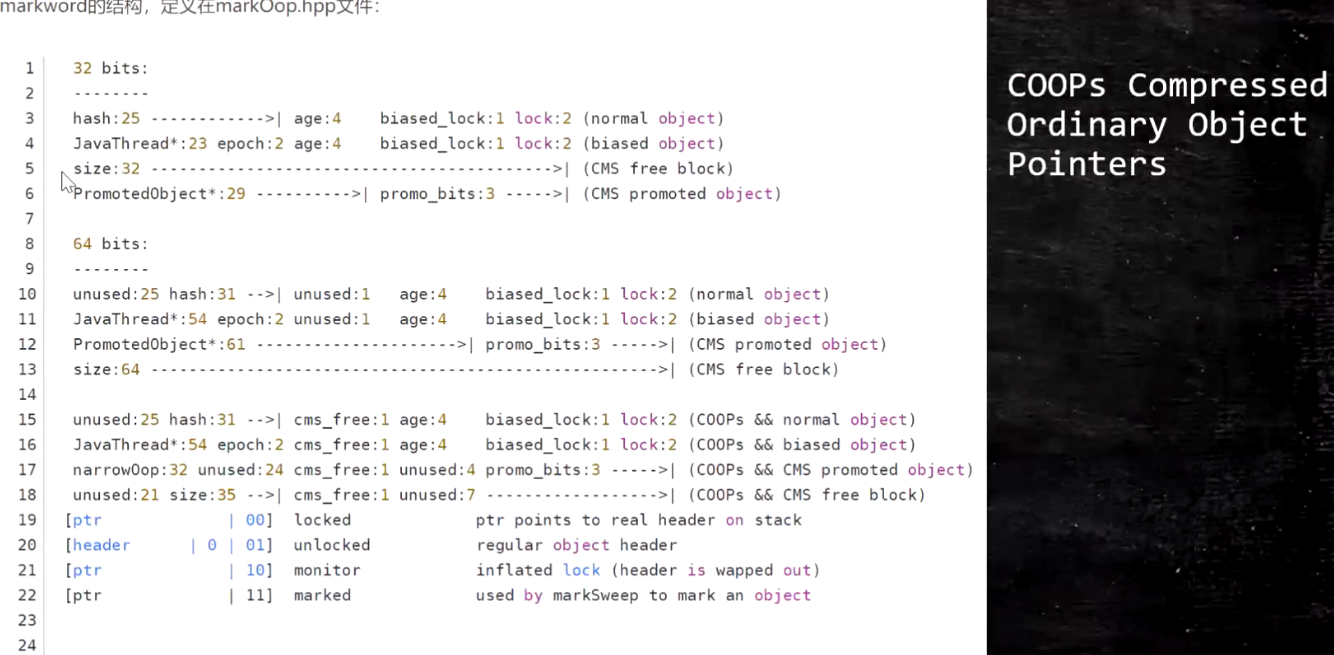 markword的结构，定义在markOop.hpp文件：
1 32 bits:
2 --------
3 hash:25 ------------>| age:4    biased_lock:1 lock:2 (normal object)
4 JavaThread*:23 epoch:2 age:4    biased_lock:1 lock:2 (biased object)
5 size:32 ------------------------------------------>| (CMS free block)
6 PromotedObject*:29 ---------->| promo_bits:3 ----->| (CMS promoted object)
7
8 64 bits:
9 --------
10 unused:25 hash:31 -->| unused:1   age:4    biased_lock:1 lock:2 (normal object)
11 JavaThread*:54 epoch:2 unused:1   age:4    biased_lock:1 lock:2 (biased object)
12 PromotedObject*:61 --------------------->| promo_bits:3 ----->| (CMS promoted object)
13 size:64 ----------------------------------------------------->| (CMS free block)
14
15 unused:25 hash:31 -->| cms_free:1 age:4    biased_lock:1 lock:2 (COOPs && normal object)
16 JavaThread*:54 epoch:2 cms_free:1 age:4    biased_lock:1 lock:2 (COOPs && biased object)
17 narrowOop:32 unused:24 cms_free:1 unused:4 promo_bits:3 ----->| (COOPs && CMS promoted object)
18 unused:21 size:35 -->| cms_free:1 unused:7 ------------------>| (COOPs && CMS free block)
19 [ptr             | 00]  locked             ptr points to real header on stack
20 [header      | 0 | 01]  unlocked           regular object header
21 [ptr             | 10]  monitor            inflated lock (header is wapped out)
22 [ptr             | 11]  marked             used by markSweep to mark an object
23
24
COOPs Compressed
Ordinary Object
Pointers